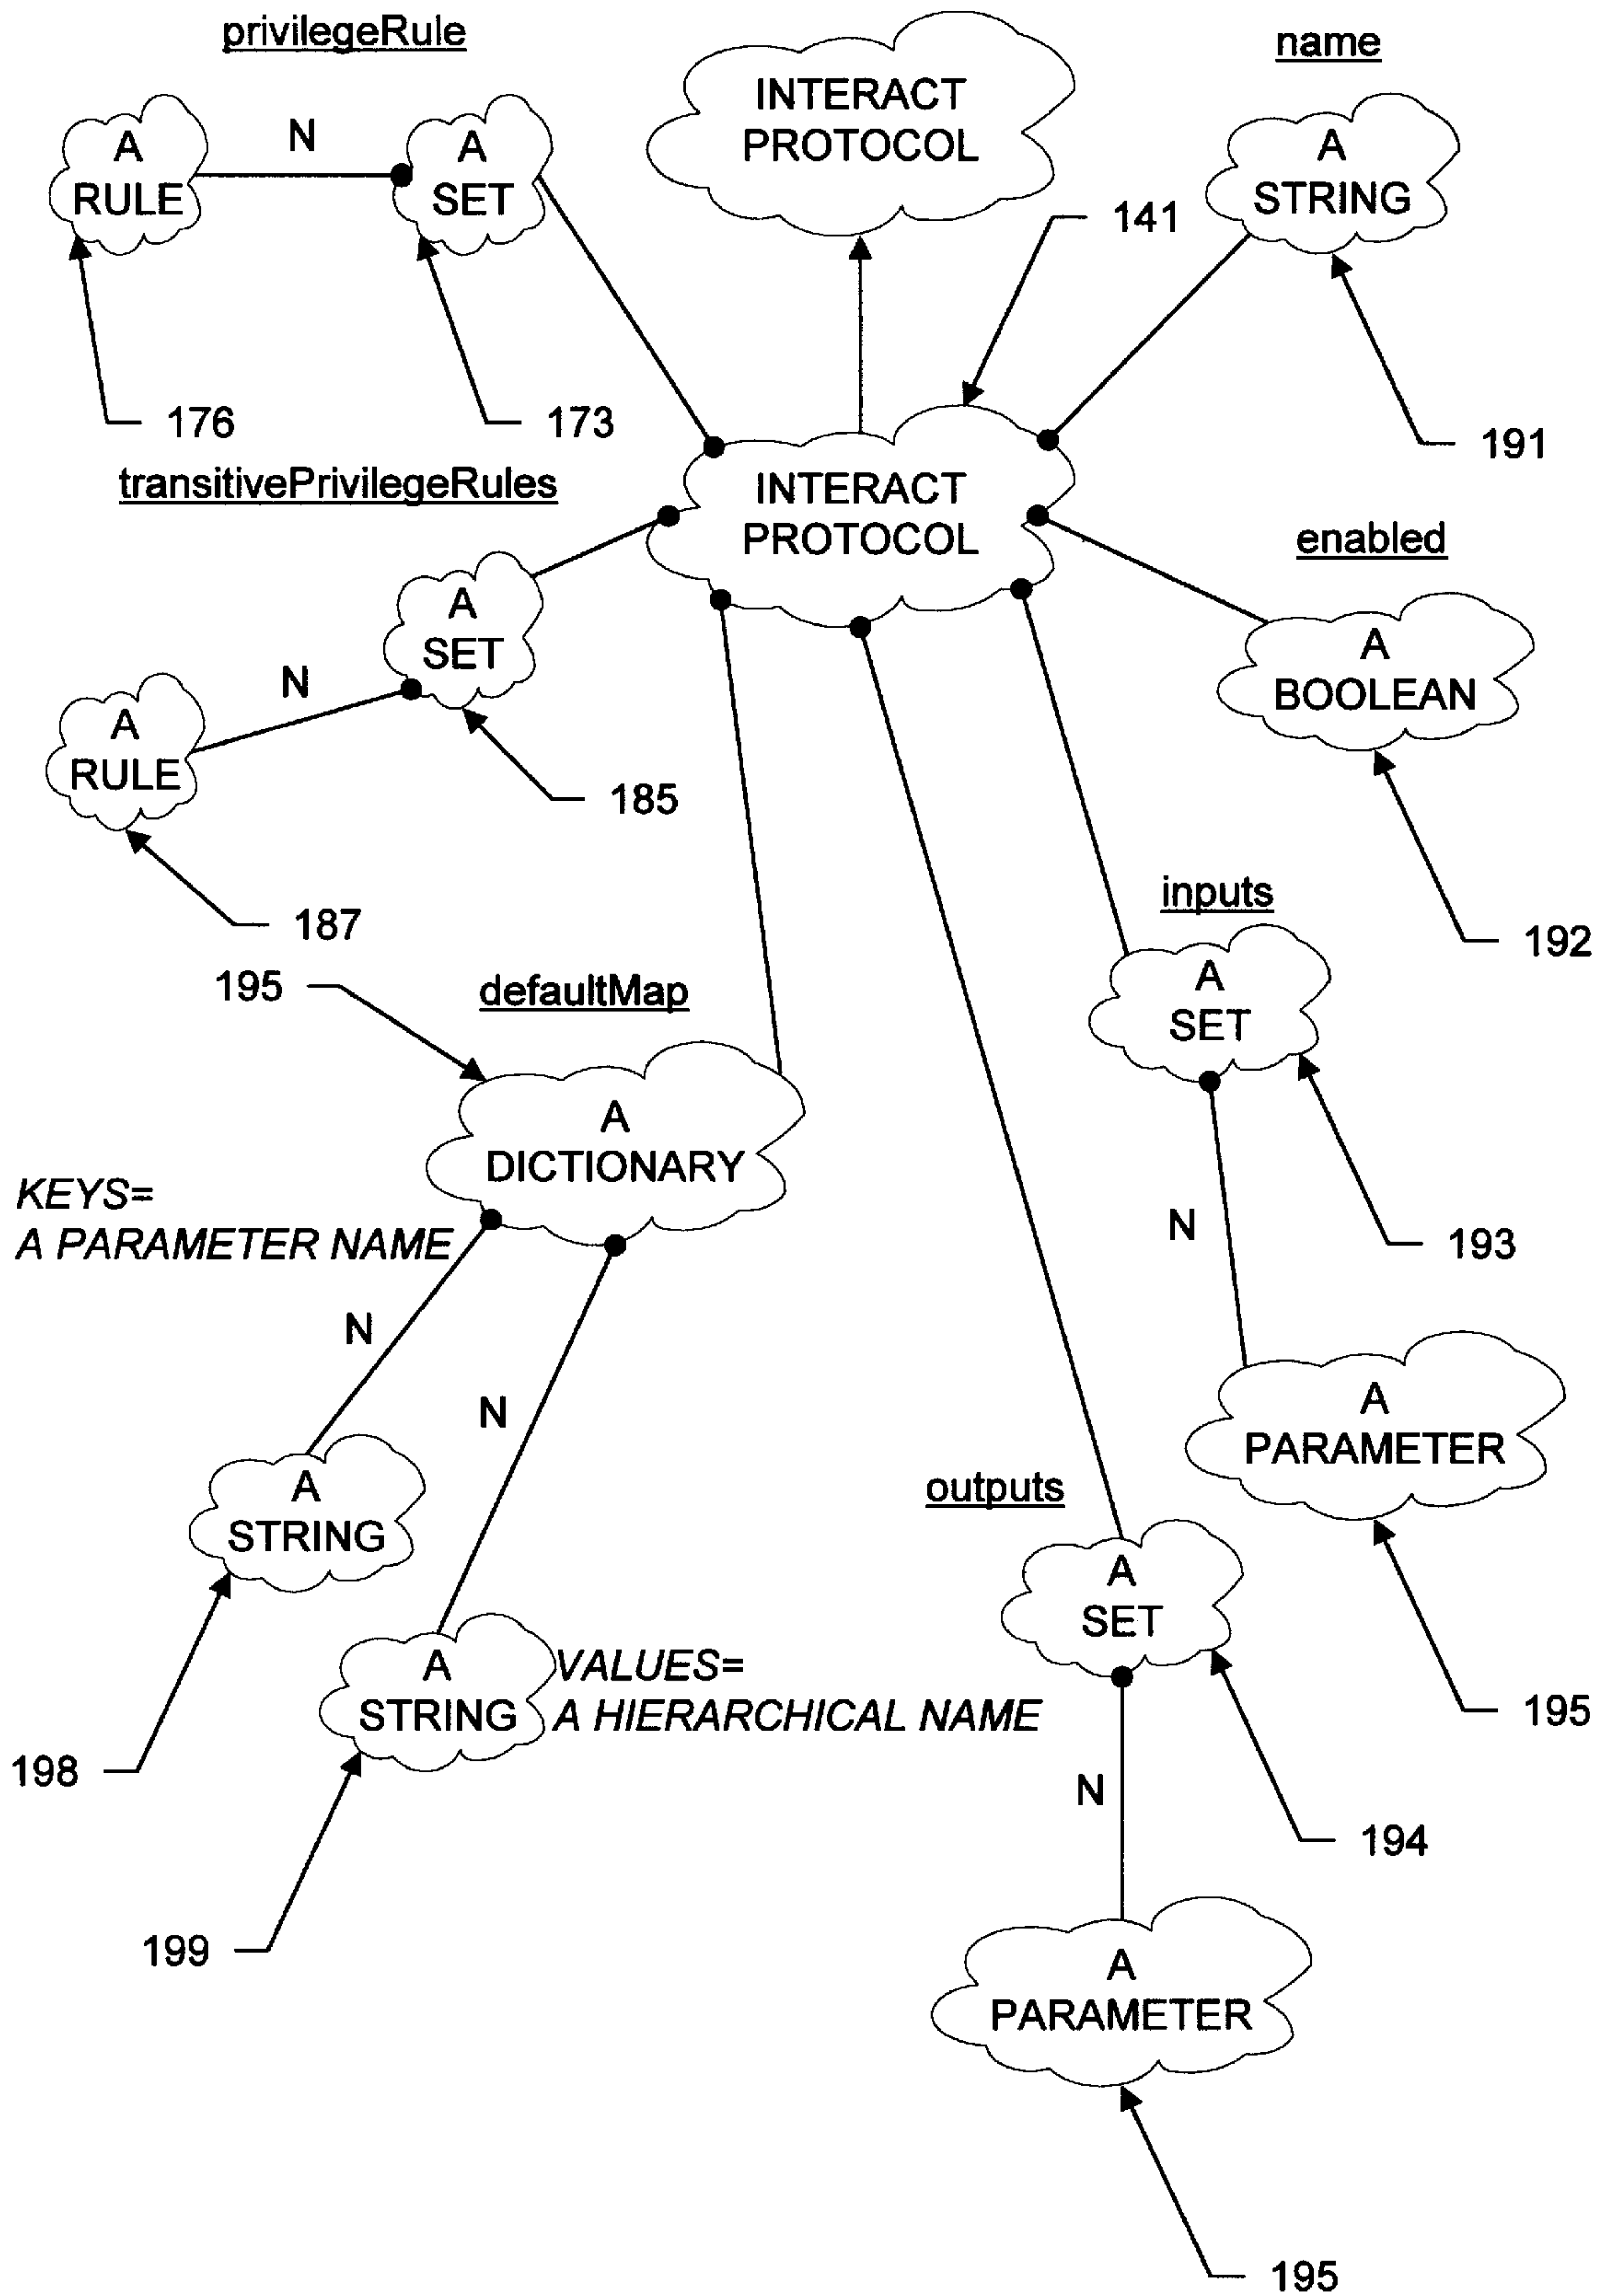 privilegeRule
name
INTERACT
PROTOCOL
A
RULE
N
A
SET
A
STRING
141
176
173
191
transitivePrivilegeRules
INTERACT
PROTOCOL
enabled
A
SET
A
BOOLEAN
N
A
RULE
185
187
inputs
192
195
defaultMap
A
SET
A
DICTIONARY
KEYS=
A PARAMETER NAME
N
193
N
N
A
PARAMETER
A
STRING
outputs
A
SET
A
STRING
VALUES=
A HIERARCHICAL NAME
195
198
N
194
199
A
PARAMETER
195